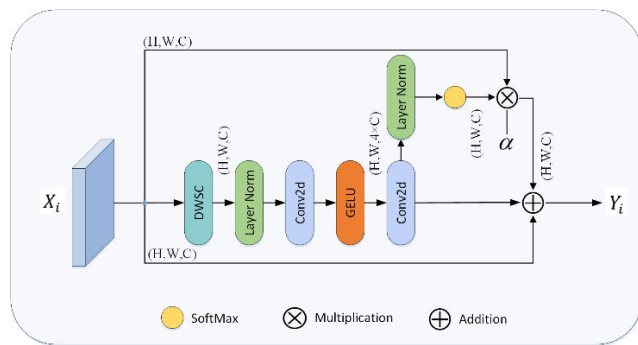 (H,W,C)
Layer Norm
(H,W,4×C)
(H,W,C)
α
(H,W,C)
(H,W,C)
X_i
DWSC
Layer Norm
Conv2d
GELU
Conv2d
Y_i
(H,W,C)
SoftMax
Multiplication
Addition